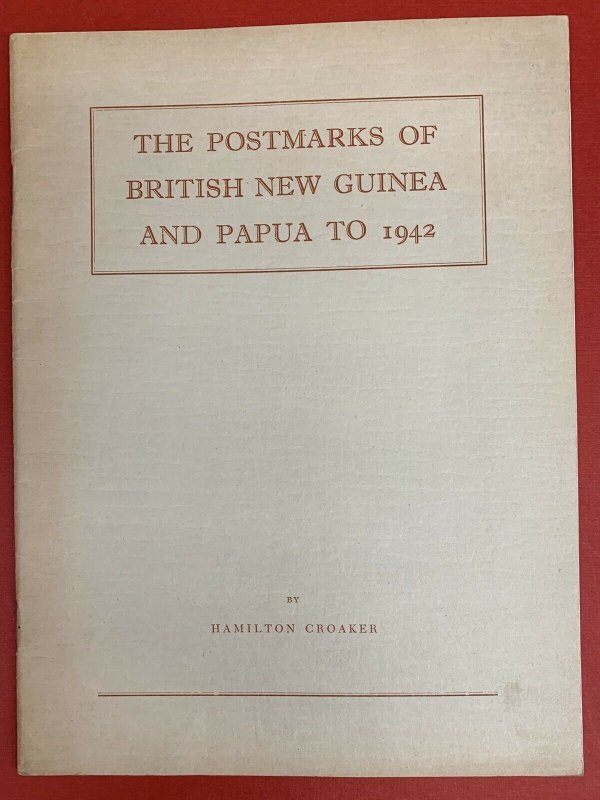 THE POSTMARKS OF
BRITISH NEW GUINEA
AND PAPUA TO 1942
BY
HAMILTON CROAKER